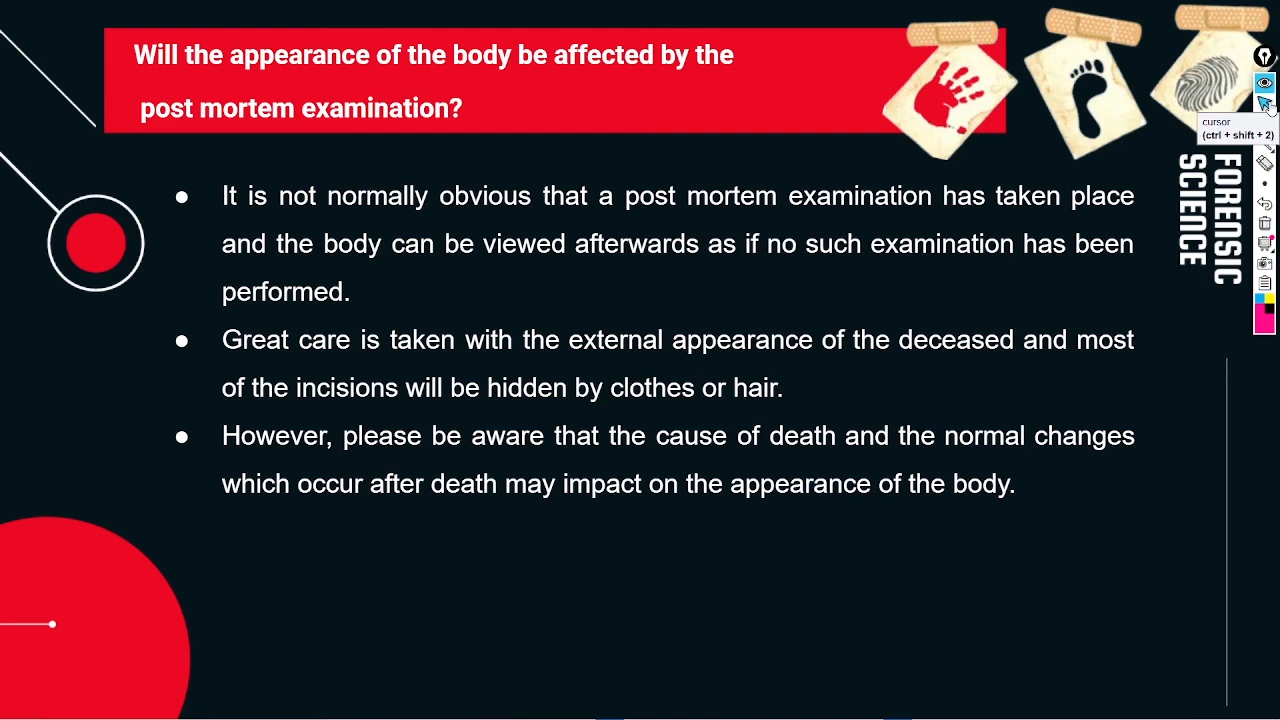 Will the appearance of the body be affected by the
post mortem examination?
cursor
(ctrl + shift + 2)
FORENSIC
SCIENCE
● It is not normally obvious that a post mortem examination has taken place
and the body can be viewed afterwards as if no such examination has been
performed.
● Great care is taken with the external appearance of the deceased and most
of the incisions will be hidden by clothes or hair.
● However, please be aware that the cause of death and the normal changes
which occur after death may impact on the appearance of the body.